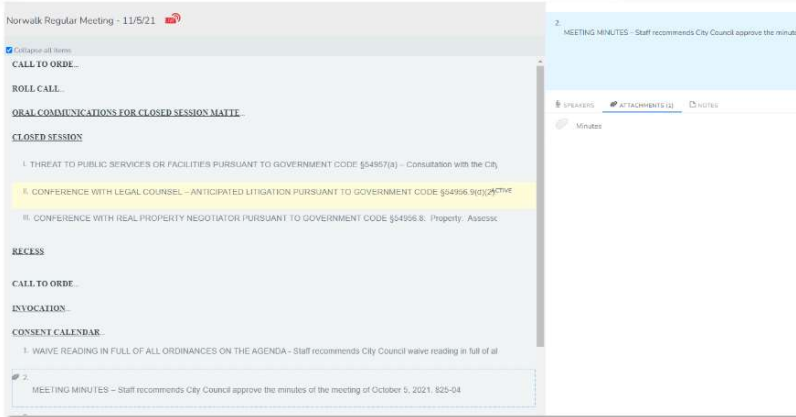 Norwalk Regular Meeting - 11/5/21
Collapse all items
CALL TO ORDE...
ROLL CALL...
ORAL COMMUNICATIONS FOR CLOSED SESSION MATTE...
CLOSED SESSION
I. THREAT TO PUBLIC SERVICES OR FACILITIES PURSUANT TO GOVERNMENT CODE §54957(a) – Consultation with the City
II. CONFERENCE WITH LEGAL COUNSEL – ANTICIPATED LITIGATION PURSUANT TO GOVERNMENT CODE §54956.9(d)(2) ACTIVE
III. CONFERENCE WITH REAL PROPERTY NEGOTIATOR PURSUANT TO GOVERNMENT CODE §54956.8: Property: Assessc
RECESS
CALL TO ORDE...
INVOCATION...
CONSENT CALENDAR...
1. WAIVE READING IN FULL OF ALL ORDINANCES ON THE AGENDA - Staff recommends City Council waive reading in full of all
2.
MEETING MINUTES – Staff recommends City Council approve the minutes of the meeting of October 5, 2021. 825-04
2.
MEETING MINUTES – Staff recommends City Council approve the minute
SPEAKERS ATTACHMENTS (1) NOTES
Minutes